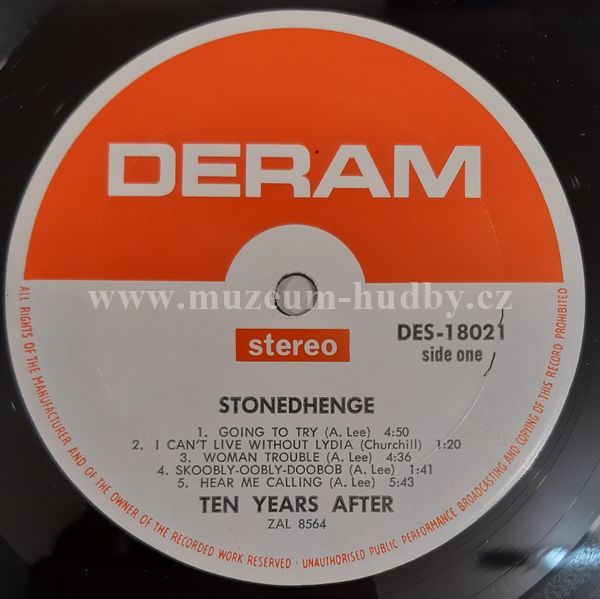 DERAM
www.muzeum-hudby.cz
stereo
DES-18021
side one
STONEDHENGE
1. GOING TO TRY (A. Lee) 4:50
2. I CAN'T LIVE WITHOUT LYDIA (Churchill) 1:20
3. WOMAN TROUBLE (A. Lee) 4:36
4. SKOOBLY-OOBLY-DOOBOB (A. Lee) 1:41
5. HEAR ME CALLING (A. Lee) 5:43
TEN YEARS AFTER
ZAL 8564
ALL RIGHTS OF THE MANUFACTURER AND OF THE OWNER OF THE RECORDED WORK RESERVED · UNAUTHORISED PUBLIC PERFORMANCE BROADCASTING AND COPYING OF THIS RECORD PROHIBITED